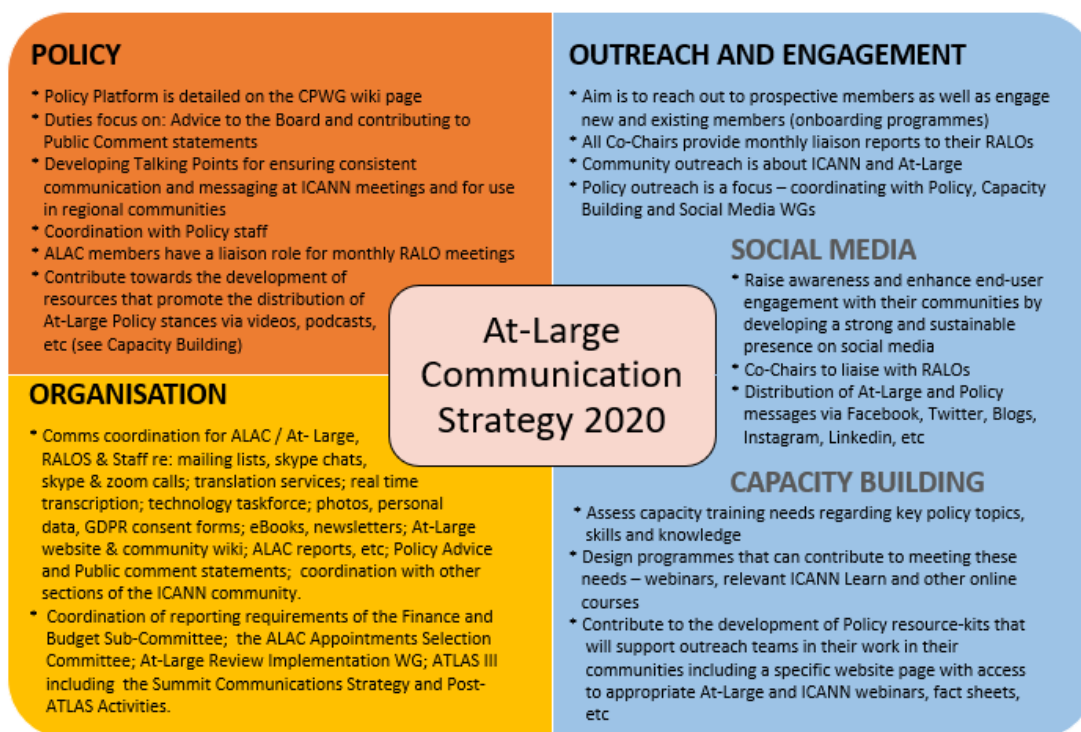 POLICY
* Policy Platform is detailed on the CPWG wiki page
* Duties focus on: Advice to the Board and contributing to
Public Comment statements
* Developing Talking Points for ensuring consistent
communication and messaging at ICANN meetings and for use
in regional communities
* Coordination with Policy staff
* ALAC members have a liaison role for monthly RALO meetings
* Contribute towards the development of
resources that promote the distribution of
At-Large Policy stances via videos, podcasts,
etc (see Capacity Building)
OUTREACH AND ENGAGEMENT
* Aim is to reach out to prospective members as well as engage
new and existing members (onboarding programmes)
* All Co-Chairs provide monthly liaison reports to their RALOs
* Community outreach is about ICANN and At-Large
* Policy outreach is a focus – coordinating with Policy, Capacity
Building and Social Media WGs
SOCIAL MEDIA
* Raise awareness and enhance end-user
engagement with their communities by
developing a strong and sustainable
presence on social media
* Co-Chairs to liaise with RALOs
* Distribution of At-Large and Policy
messages via Facebook, Twitter, Blogs,
Instagram, Linkedin, etc
At-Large
Communication
Strategy 2020
ORGANISATION
* Comms coordination for ALAC / At- Large,
RALOS & Staff re: mailing lists, skype chats,
skype & zoom calls; translation services; real time
transcription; technology taskforce; photos, personal
data, GDPR consent forms; eBooks, newsletters; At-Large
website & community wiki; ALAC reports, etc; Policy Advice
and Public comment statements; coordination with other
sections of the ICANN community.
* Coordination of reporting requirements of the Finance and
Budget Sub-Committee; the ALAC Appointments Selection
Committee; At-Large Review Implementation WG; ATLAS III
including the Summit Communications Strategy and Post-
ATLAS Activities.
CAPACITY BUILDING
* Assess capacity training needs regarding key policy topics,
skills and knowledge
* Design programmes that can contribute to meeting these
needs – webinars, relevant ICANN Learn and other online
courses
* Contribute to the development of Policy resource-kits that
will support outreach teams in their work in their
communities including a specific website page with access
to appropriate At-Large and ICANN webinars, fact sheets,
etc